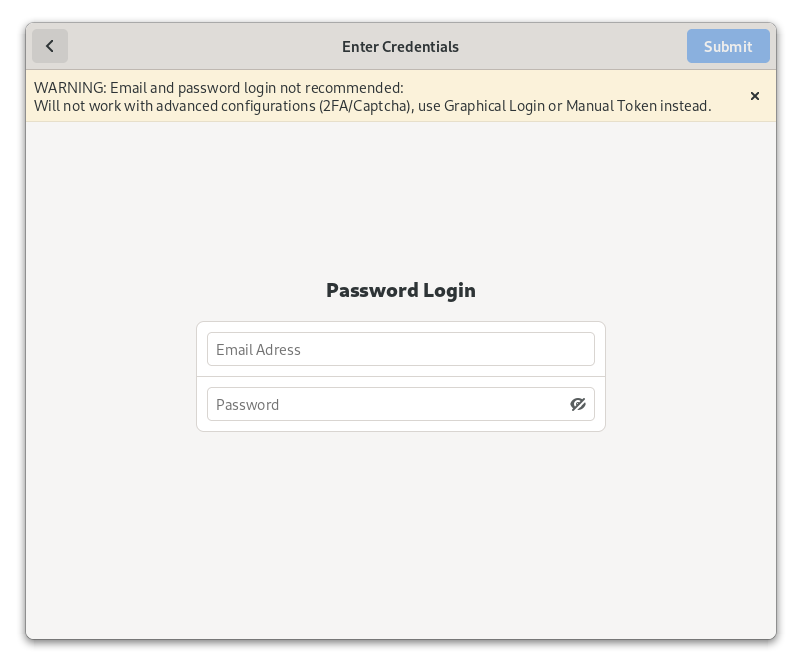 Enter Credentials
Submit
WARNING: Email and password login not recommended:
Will not work with advanced configurations (2FA/Captcha), use Graphical Login or Manual Token instead.
Password Login
Email Adress
Password